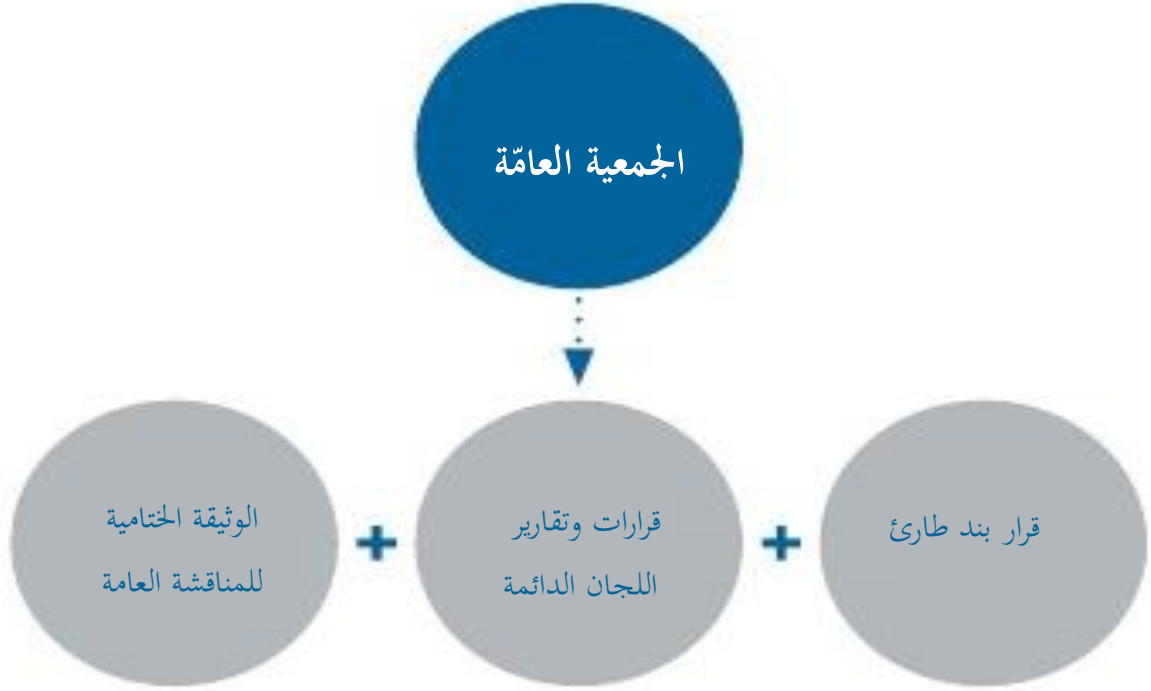 الجمعية العامّة
قرار بند طارئ
قرارات وتقارير
اللجان الدائمة
الوثيقة الختامية
للمناقشة العامة